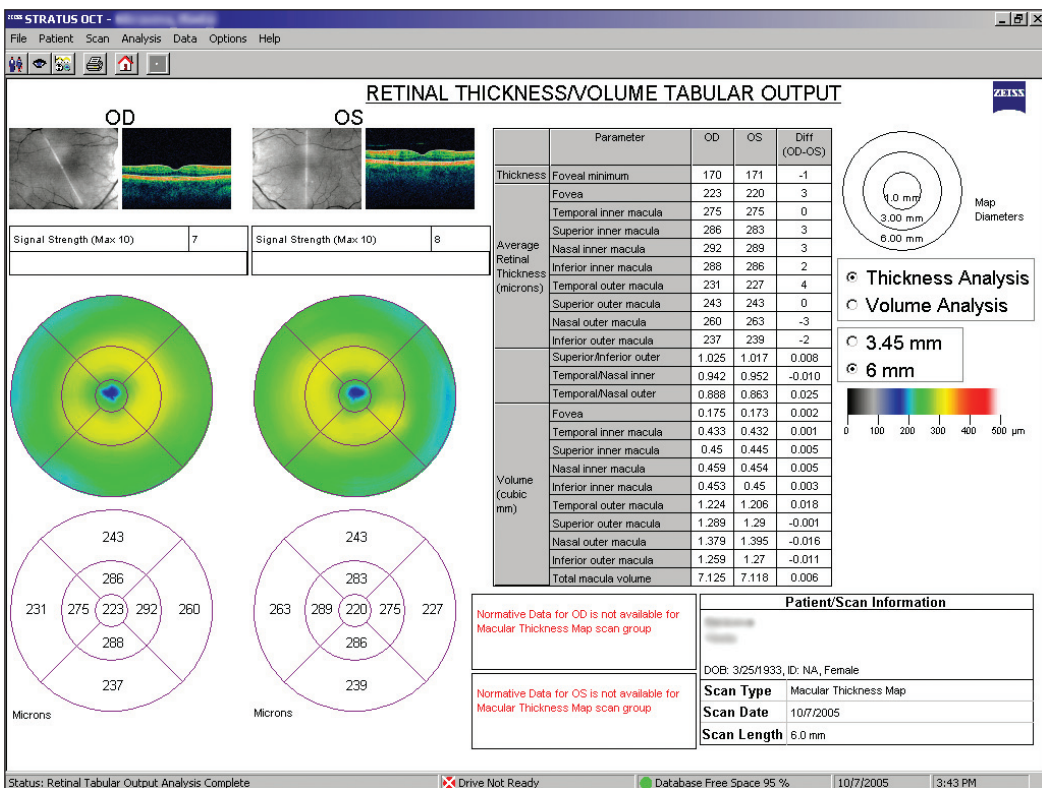 ZEISS STRATUS OCT -
File Patient Scan Analysis Data Options Help
RETINAL THICKNESS/VOLUME TABULAR OUTPUT
ZEISS
OD OS
Signal Strength (Max 10) 7 Signal Strength (Max 10) 8
Parameter OD OS Diff (OD-OS)
Thickness Foveal minimum 170 171 -1
Average Retinal Thickness (microns)
Fovea 223 220 3
Temporal inner macula 275 275 0
Superior inner macula 286 283 3
Nasal inner macula 292 289 3
Inferior inner macula 288 286 2
Temporal outer macula 231 227 4
Superior outer macula 243 243 0
Nasal outer macula 260 263 -3
Inferior outer macula 237 239 -2
Superior/Inferior outer 1.025 1.017 0.008
Temporal/Nasal inner 0.942 0.952 -0.010
Temporal/Nasal outer 0.888 0.863 0.025
Volume (cubic mm)
Fovea 0.175 0.173 0.002
Temporal inner macula 0.433 0.432 0.001
Superior inner macula 0.45 0.445 0.005
Nasal inner macula 0.459 0.454 0.005
Inferior inner macula 0.453 0.45 0.003
Temporal outer macula 1.224 1.206 0.018
Superior outer macula 1.289 1.29 -0.001
Nasal outer macula 1.379 1.395 -0.016
Inferior outer macula 1.259 1.27 -0.011
Total macula volume 7.125 7.118 0.006
1.0 mm
3.00 mm
6.00 mm
Map
Diameters
Thickness Analysis
Volume Analysis
3.45 mm
6 mm
0 100 200 300 400 500 µm
243
286
231 275 223 292 260
288
237
Microns
243
283
263 289 220 275 227
286
239
Microns
Normative Data for OD is not available for
Macular Thickness Map scan group
Normative Data for OS is not available for
Macular Thickness Map scan group
Patient/Scan Information
DOB: 3/25/1933, ID: NA, Female
Scan Type Macular Thickness Map
Scan Date 10/7/2005
Scan Length 6.0 mm
Status: Retinal Tabular Output Analysis Complete Drive Not Ready Database Free Space 95 % 10/7/2005 3:43 PM